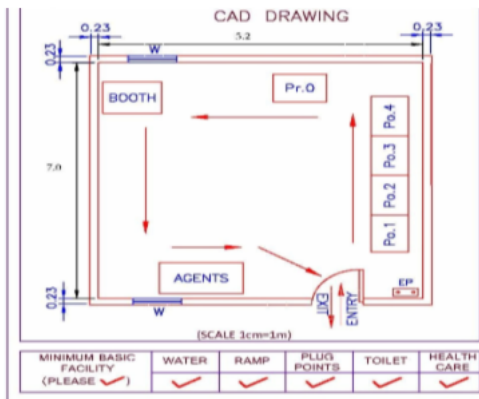 CAD DRAWING
0.23
5.2
0.23
0.23
W
BOOTH
Pr.O
Po.4
Po.3
Po.2
Po.1
7.0
AGENTS
EP
0.23
W
EXIT
ENTRY
(SCALE 1cm=1m)
MINIMUM BASIC FACILITY (PLEASE ✓)
WATER
RAMP
PLUG POINTS
TOILET
HEALTH CARE